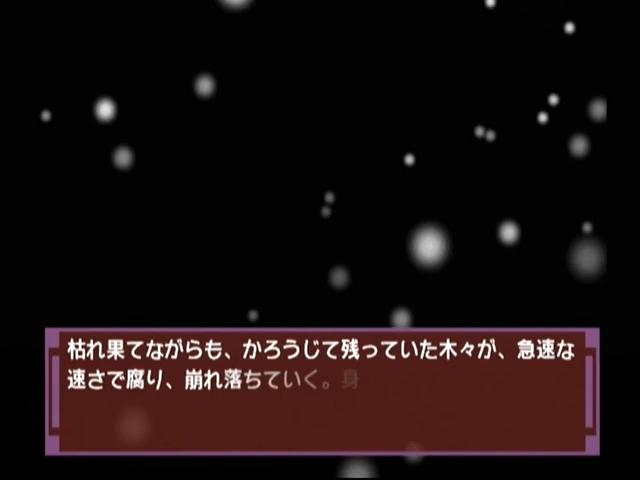 枯れ果てながらも、かろうじて残っていた木々が、急速な
速さで腐り、崩れ落ちていく。身